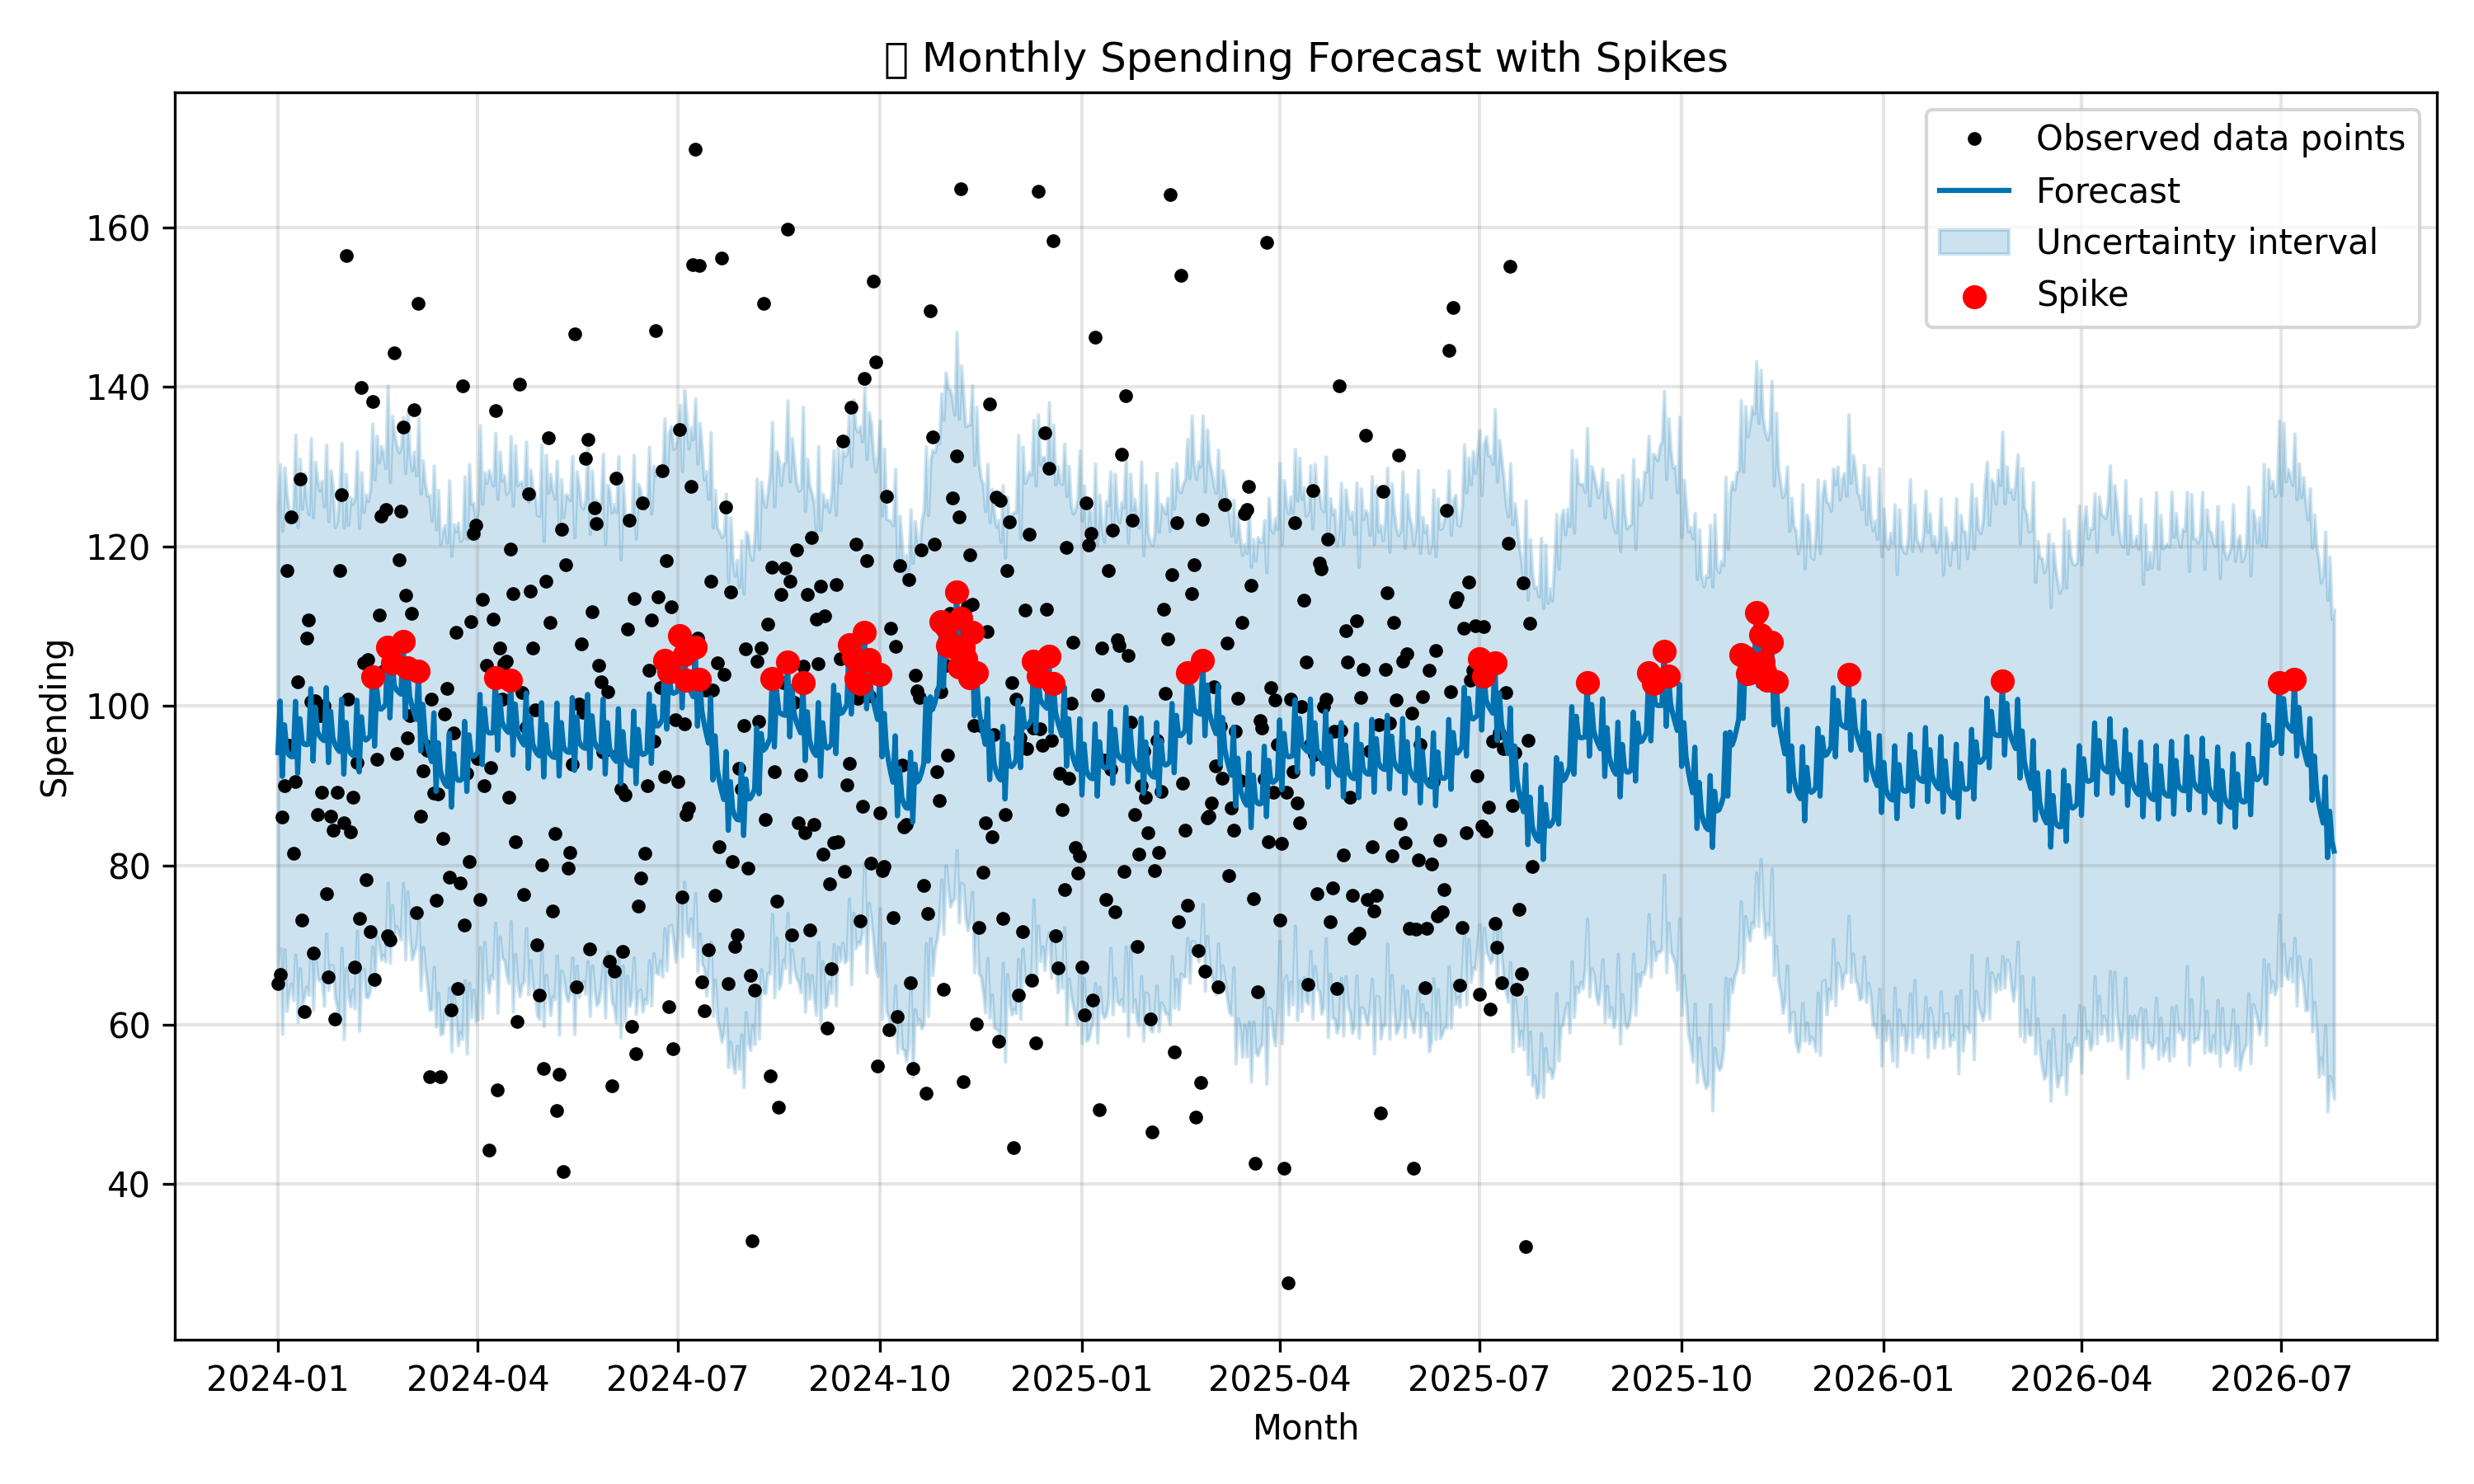 Monthly Spending Forecast with Spikes
Observed data points
Forecast
Uncertainty interval
Spike
Spending
160
140
120
100
80
60
40
2024-01
2024-04
2024-07
2024-10
2025-01
2025-04
2025-07
2025-10
2026-01
2026-04
2026-07
Month